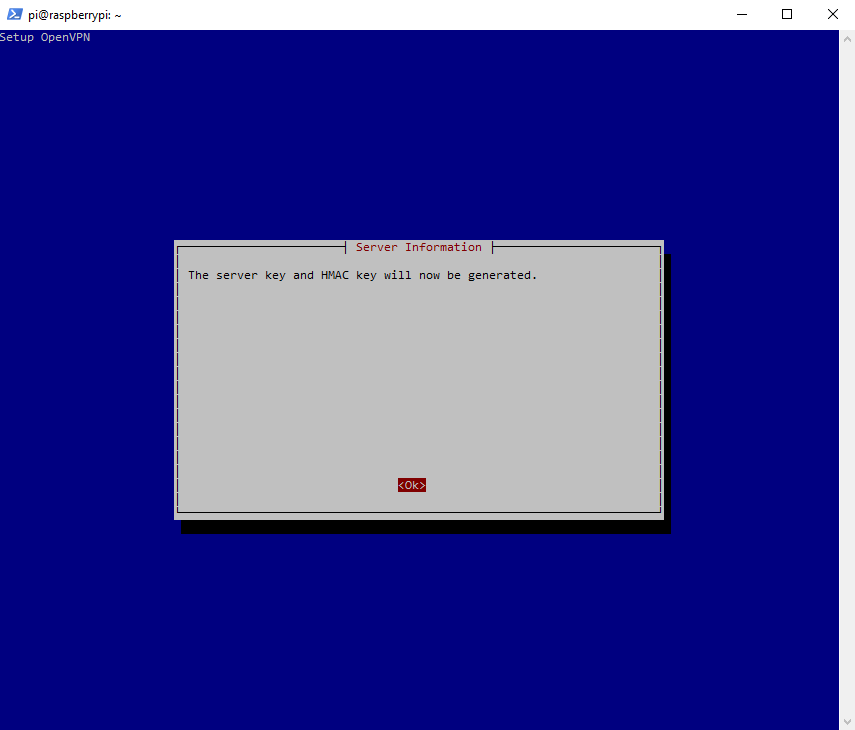 pi@raspberrypi: ~
Setup OpenVPN
Server Information
The server key and HMAC key will now be generated.
<Ok>